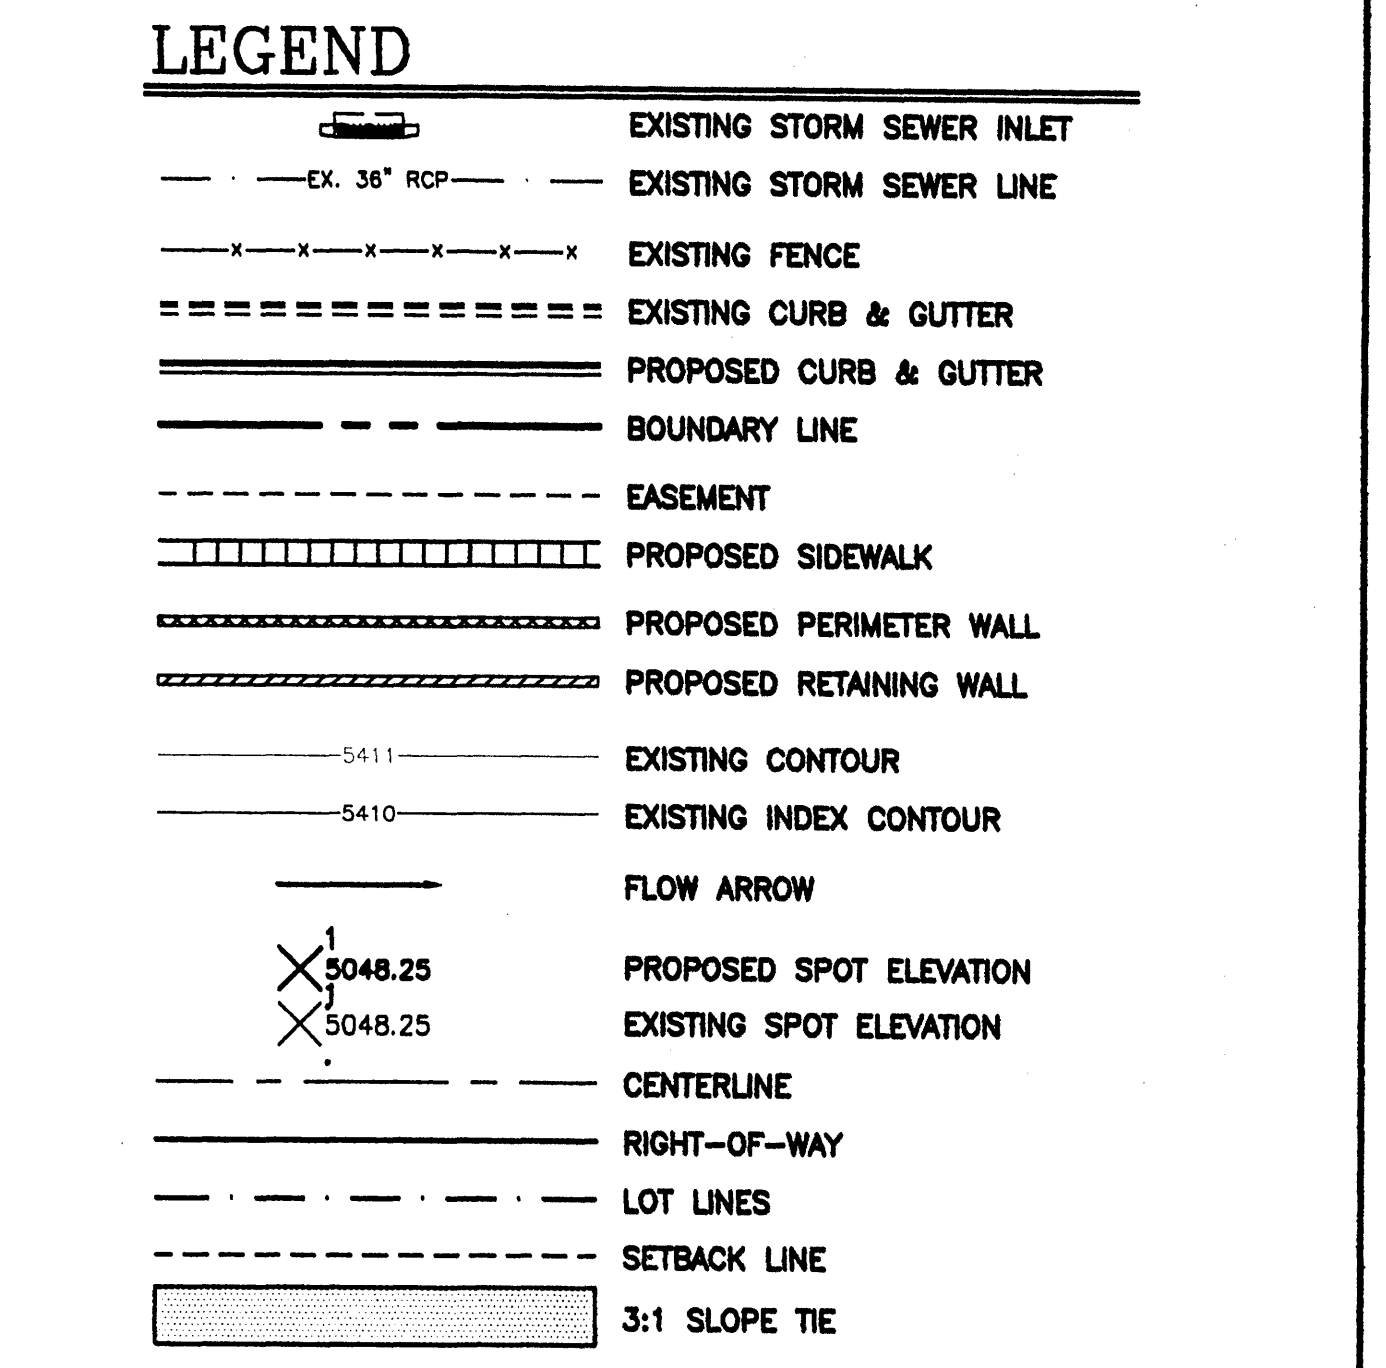 LEGEND
EXISTING STORM SEWER INLET
EX. 36" RCP EXISTING STORM SEWER LINE
x x x x x x EXISTING FENCE
EXISTING CURB & GUTTER
PROPOSED CURB & GUTTER
BOUNDARY LINE
EASEMENT
PROPOSED SIDEWALK
PROPOSED PERIMETER WALL
PROPOSED RETAINING WALL
5411 EXISTING CONTOUR
5410 EXISTING INDEX CONTOUR
FLOW ARROW
5048.25 PROPOSED SPOT ELEVATION
5048.25 EXISTING SPOT ELEVATION
CENTERLINE
RIGHT-OF-WAY
LOT LINES
SETBACK LINE
3:1 SLOPE TIE